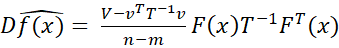 D\widehat{f(x)} = \frac{V-v^T T^{-1} v}{n-m} F(x)T^{-1}F^T(x)